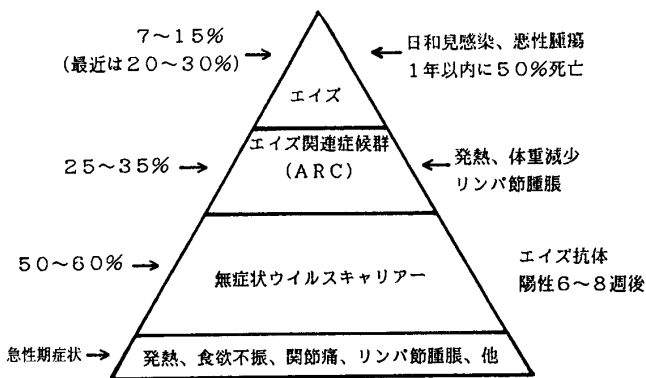 7～15%
(最近は20～30%)
日和見感染、悪性腫瘍
1年以内に50%死亡
エイズ
エイズ関連症候群
(ARC)
25～35%
発熱、体重減少
リンパ節腫脹
50～60%
無症状ウイルスキャリアー
エイズ抗体
陽性6～8週後
急性期症状
発熱、食欲不振、関節痛、リンパ節腫脹、他